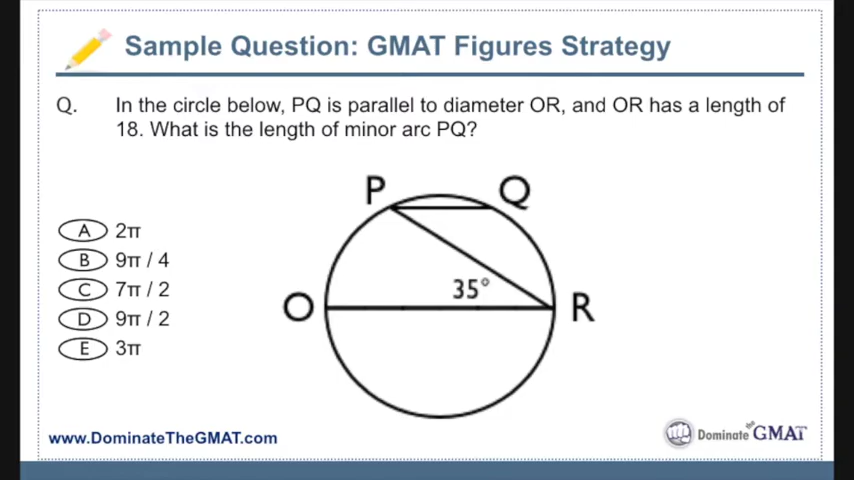 Sample Question: GMAT Figures Strategy
Q. In the circle below, PQ is parallel to diameter OR, and OR has a length of
18. What is the length of minor arc PQ?
P Q
A 2π
B 9π / 4
C 7π / 2
D 9π / 2
E 3π
35°
O R
www.DominateTheGMAT.com
Dominate the GMAT